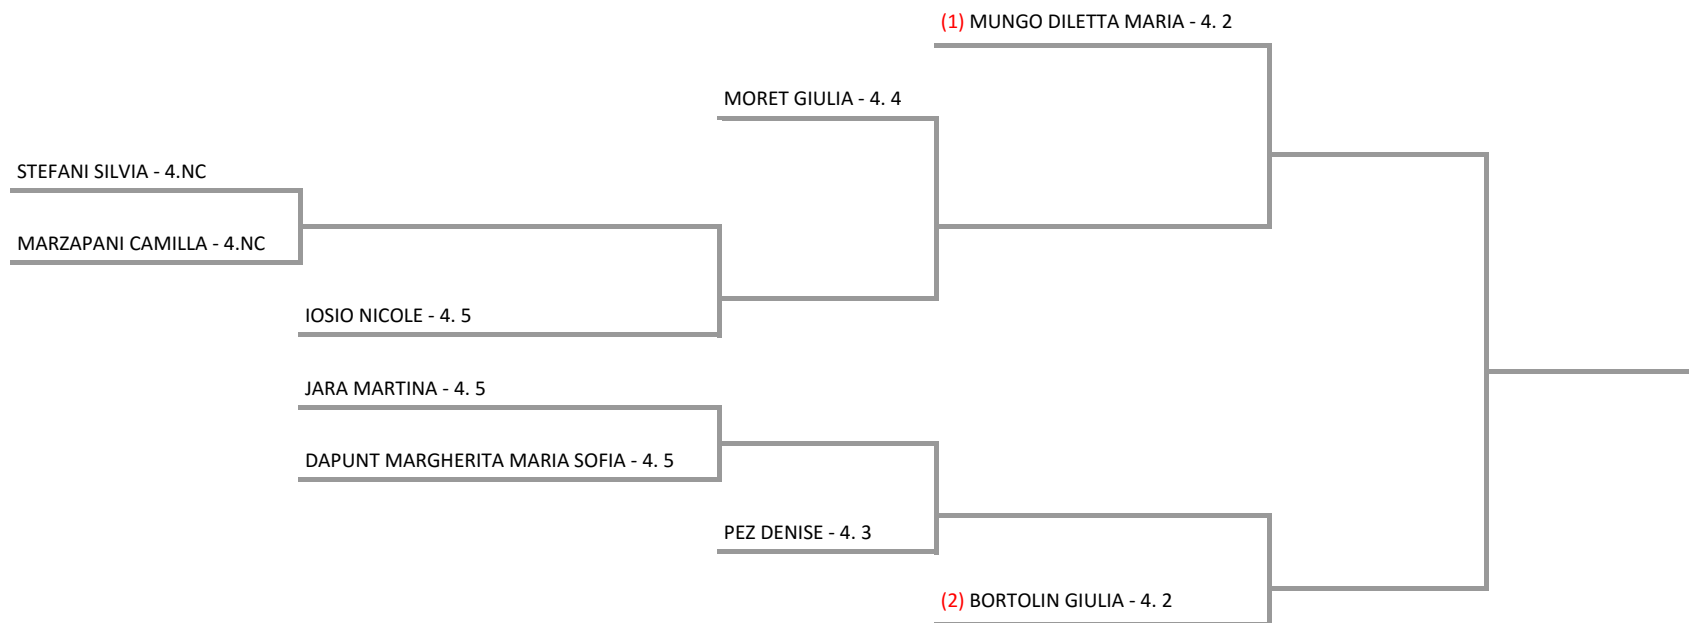 (1) MUNGO DILETTA MARIA - 4. 2
MORET GIULIA - 4. 4
STEFANI SILVIA - 4.NC
MARZAPANI CAMILLA - 4.NC
IOSIO NICOLE - 4. 5
JARA MARTINA - 4. 5
DAPUNT MARGHERITA MARIA SOFIA - 4. 5
PEZ DENISE - 4. 3
(2) BORTOLIN GIULIA - 4. 2